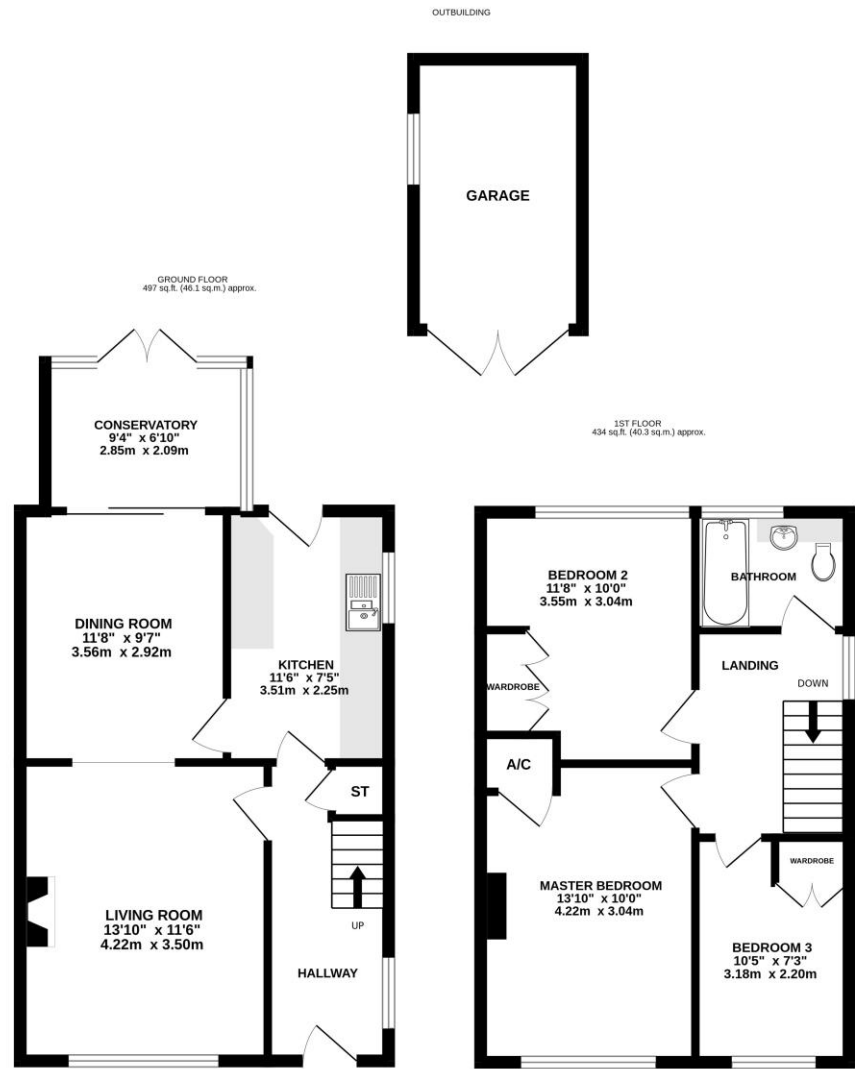 OUTBUILDING
GARAGE
GROUND FLOOR
497 sq.ft. (46.1 sq.m.) approx.
CONSERVATORY
9'4" x 6'10"
2.85m x 2.09m
DINING ROOM
11'8" x 9'7"
3.56m x 2.92m
KITCHEN
11'6" x 7'5"
3.51m x 2.25m
ST
LIVING ROOM
13'10" x 11'6"
4.22m x 3.50m
UP
HALLWAY
1ST FLOOR
434 sq.ft. (40.3 sq.m.) approx.
BEDROOM 2
11'8" x 10'0"
3.55m x 3.04m
BATHROOM
WARDROBE
LANDING
DOWN
A/C
MASTER BEDROOM
13'10" x 10'0"
4.22m x 3.04m
WARDROBE
BEDROOM 3
10'5" x 7'3"
3.18m x 2.20m